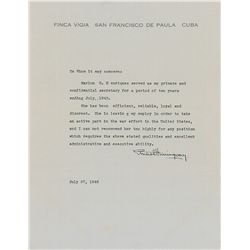 FINCA VIGIA SAN FRANCISCO DE PAULA CUBA
To Whom it may concern:
Marion E. H enriquez served as my private and
confidential secretary for a period of ten years
ending July, 1945.
She has been efficient, reliable, loyal and
discreet. She is leavin g my employ in order to take
an active part in the war effort in the United States,
and I can not recommend her too highly for any position
which requires the above stated qualities and excellent
administrative and executive ability.
July 27, 1945